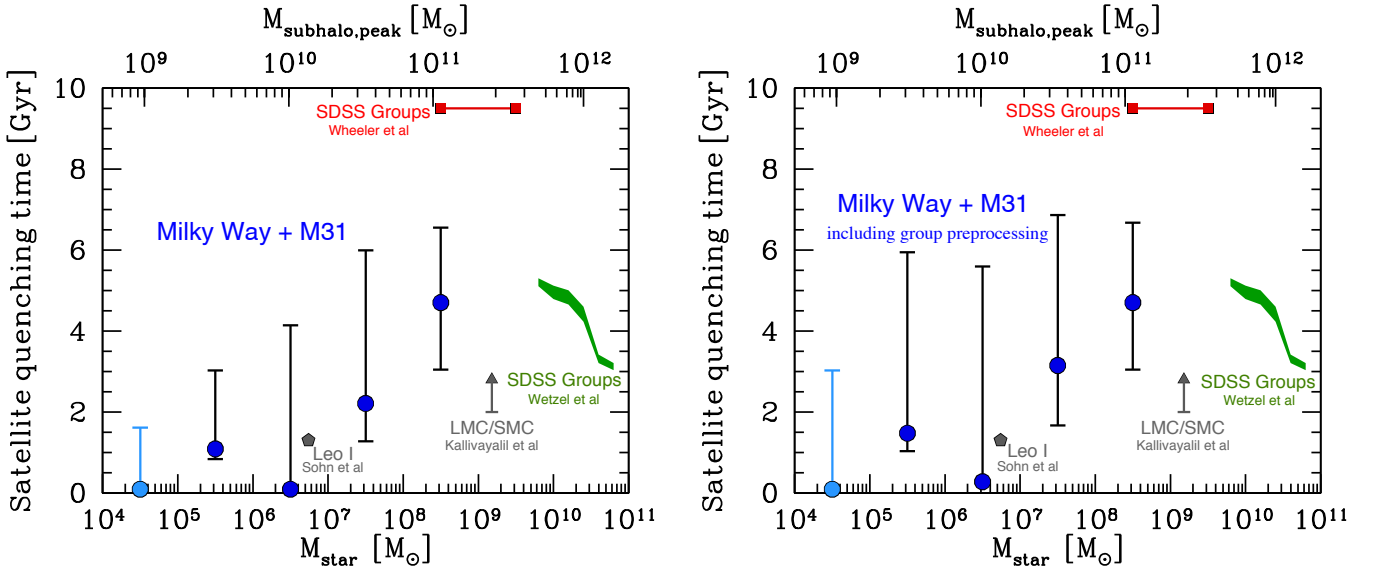 M_subhalo,peak [M_⊙]
10^9 10^10 10^11 10^12
Satellite quenching time [Gyr]
10
8
6
4
2
0
SDSS Groups
Wheeler et al
Milky Way + M31
SDSS Groups
Wetzel et al
LMC/SMC
Kallivayalil et al
Leo I
Sohn et al
10^4 10^5 10^6 10^7 10^8 10^9 10^10 10^11
M_star [M_⊙]
M_subhalo,peak [M_⊙]
10^9 10^10 10^11 10^12
Satellite quenching time [Gyr]
10
8
6
4
2
0
SDSS Groups
Wheeler et al
Milky Way + M31
including group preprocessing
SDSS Groups
Wetzel et al
LMC/SMC
Kallivayalil et al
Leo I
Sohn et al
10^4 10^5 10^6 10^7 10^8 10^9 10^10 10^11
M_star [M_⊙]